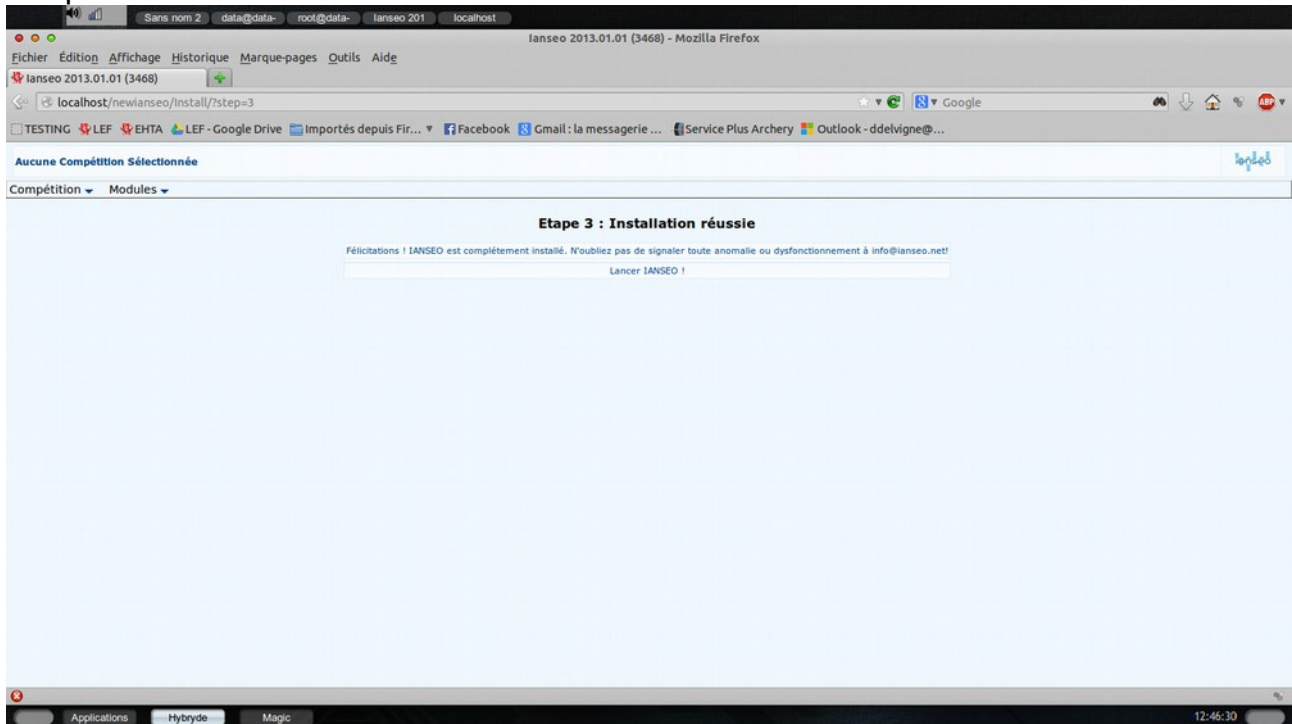 Sans nom 2 data@data- root@data- Ianseo 201 localhost
Ianseo 2013.01.01 (3468) - Mozilla Firefox
Fichier Édition Affichage Historique Marque-pages Outils Aide
Ianseo 2013.01.01 (3468)
localhost/newianseo/Install/?step=3 Google
TESTING LEF EHTA LEF - Google Drive Importés depuis Fir... Facebook Gmail : la messagerie ... Service Plus Archery Outlook - ddelvigne@...
Aucune Compétition Sélectionnée ianseo
Compétition Modules
Etape 3 : Installation réussie
Félicitations ! IANSEO est complétement installé. N'oubliez pas de signaler toute anomalie ou dysfonctionnement à info@ianseo.net!
Lancer IANSEO !
Applications Hybryde Magic 12:46:30